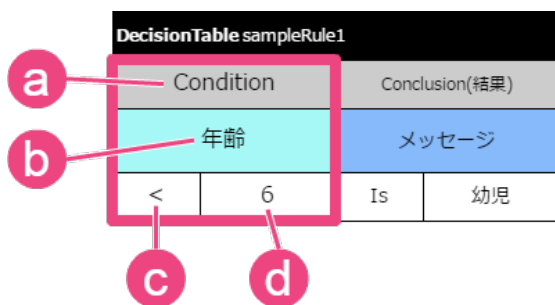 DecisionTable sampleRule1
a Condition Conclusion(結果)
b 年齢 メッセージ
< 6 Is 幼児
c d